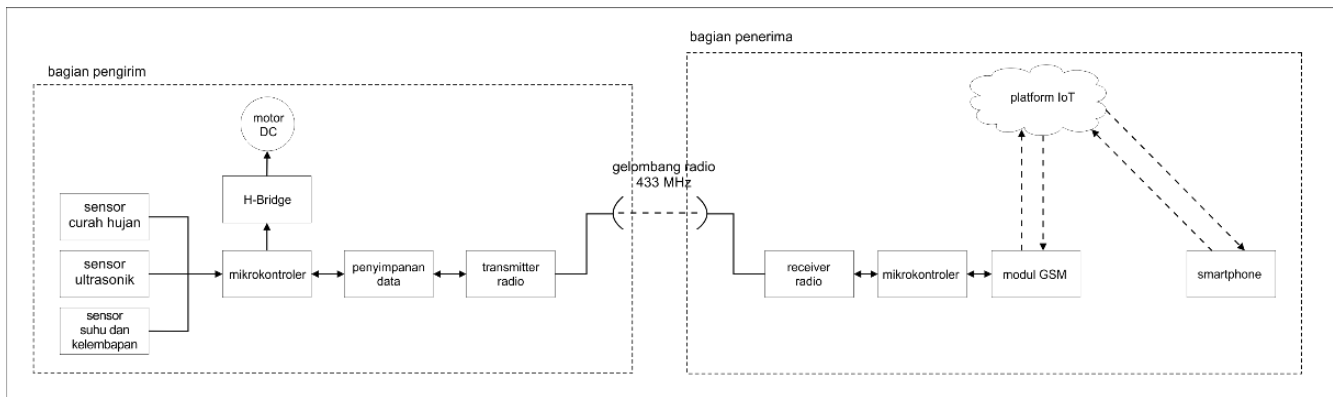 bagian pengirim
motor
DC
H-Bridge
sensor
curah hujan
sensor
ultrasonik
sensor
suhu dan
kelembapan
mikrokontroler
penyimpanan
data
transmitter
radio
gelombang radio
433 MHz
bagian penerima
platform IoT
receiver
radio
mikrokontroler
modul GSM
smartphone